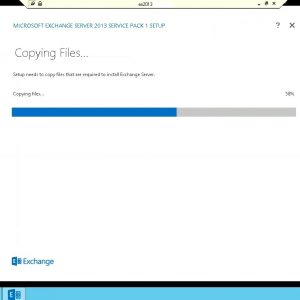 ex2013
MICROSOFT EXCHANGE SERVER 2013 SERVICE PACK 1 SETUP
? ×
Copying Files...
Setup needs to copy files that are required to install Exchange Server.
Copying files... 58%
Exchange